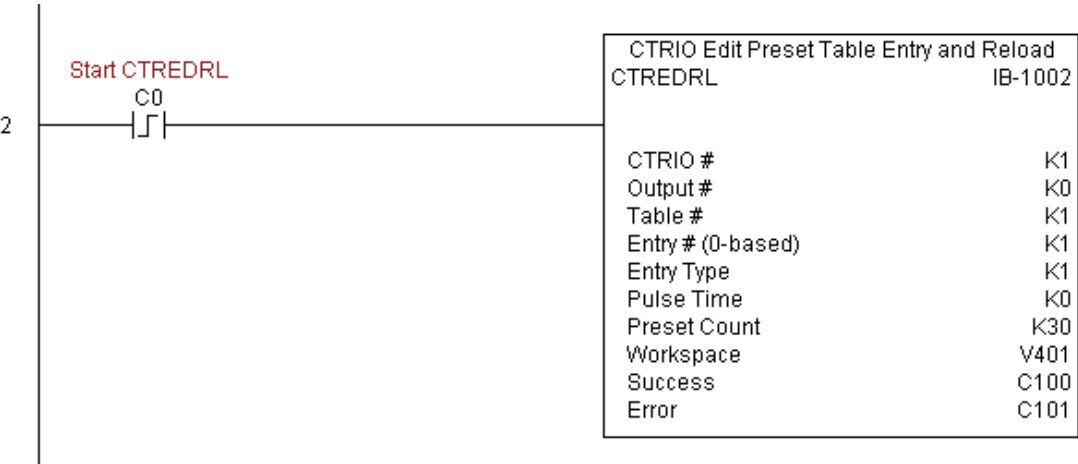 Start CTREDRL
C0
2
CTRIO Edit Preset Table Entry and Reload
CTREDRL IB-1002
CTRIO # K1
Output # K0
Table # K1
Entry # (0-based) K1
Entry Type K1
Pulse Time K0
Preset Count K30
Workspace V401
Success C100
Error C101